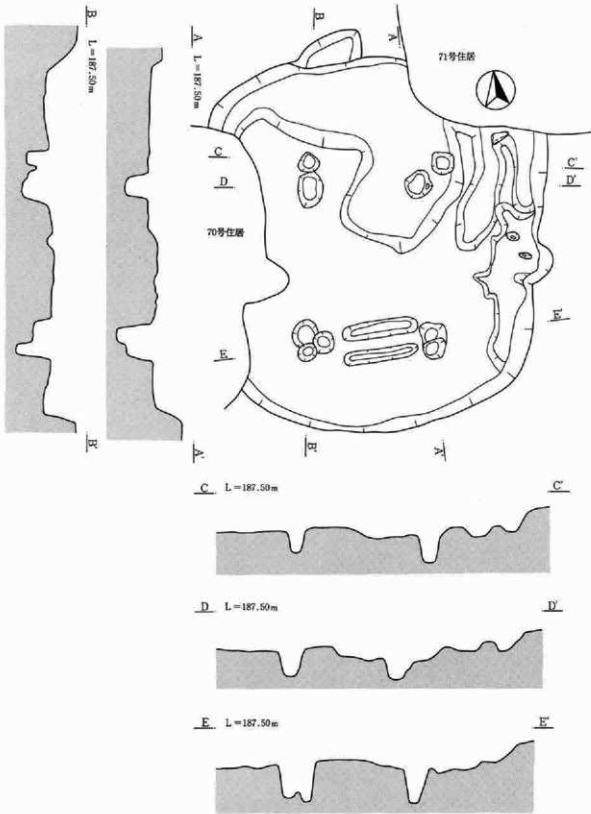 B
L=187.50m
B'
A
L=187.50m
A'
B
A
71号住居
C
C'
D
D'
70号住居
E
E'
B'
A'
C L=187.50m C'
D L=187.50m D'
E L=187.50m E'